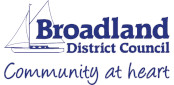 Broadland
District Council
Community at heart